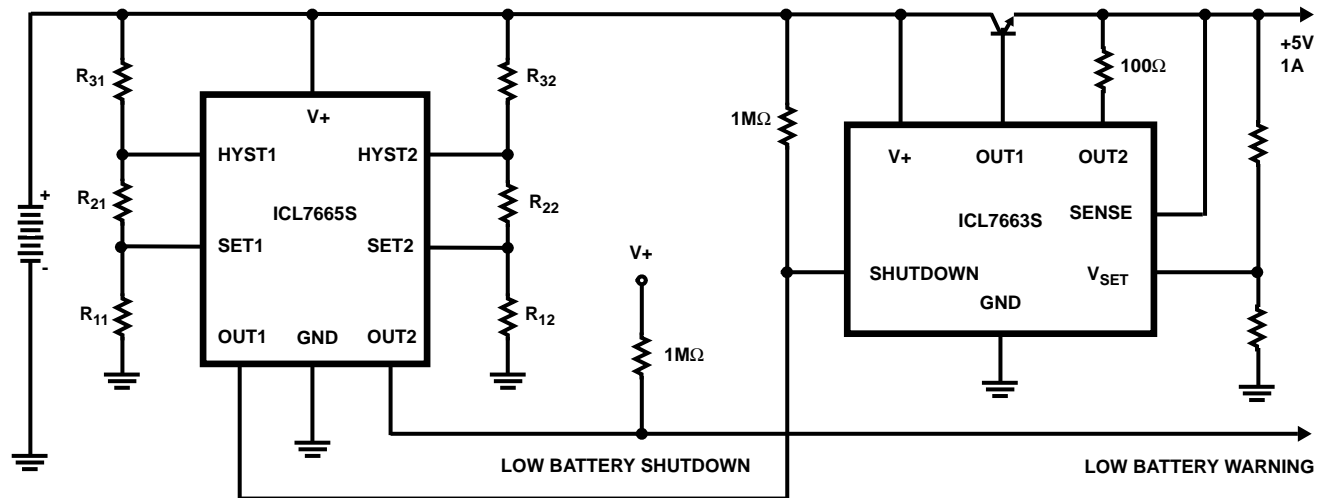 +5V
1A
R31
R32
100Ω
V+
1MΩ
HYST1
HYST2
V+
OUT1
OUT2
+
R21
ICL7665S
R22
ICL7663S
SENSE
SET1
SET2
V+
-
SHUTDOWN
VSET
R11
R12
GND
OUT1
GND
OUT2
1MΩ
LOW BATTERY SHUTDOWN
LOW BATTERY WARNING